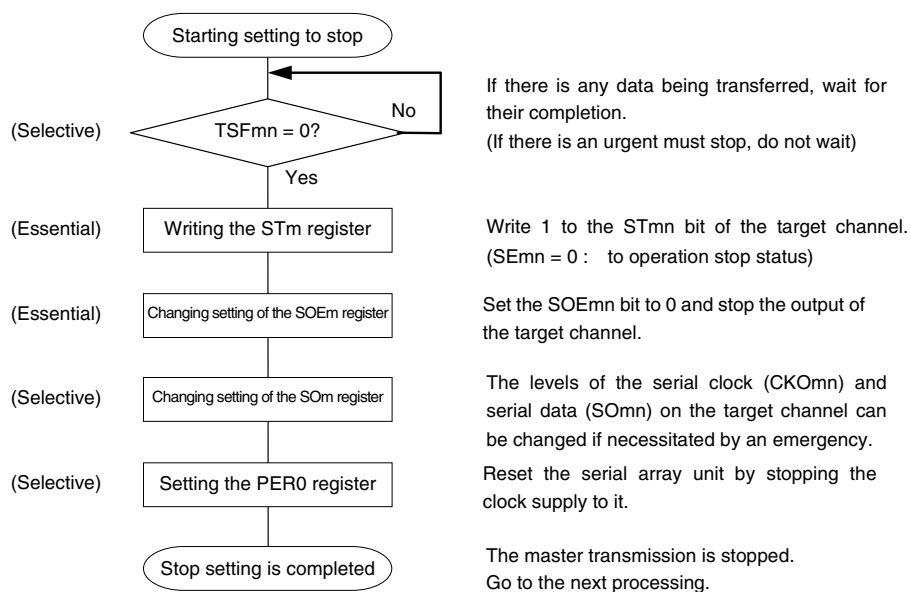 Starting setting to stop
No
If there is any data being transferred, wait for
their completion.
(If there is an urgent must stop, do not wait)
(Selective)
TSFmn = 0?
Yes
(Essential)
Writing the STm register
Write 1 to the STmn bit of the target channel.
(SEmn = 0 : to operation stop status)
(Essential)
Changing setting of the SOEm register
Set the SOEmn bit to 0 and stop the output of
the target channel.
(Selective)
Changing setting of the SOm register
The levels of the serial clock (CKOmn) and
serial data (SOmn) on the target channel can
be changed if necessitated by an emergency.
(Selective)
Setting the PER0 register
Reset the serial array unit by stopping the
clock supply to it.
Stop setting is completed
The master transmission is stopped.
Go to the next processing.